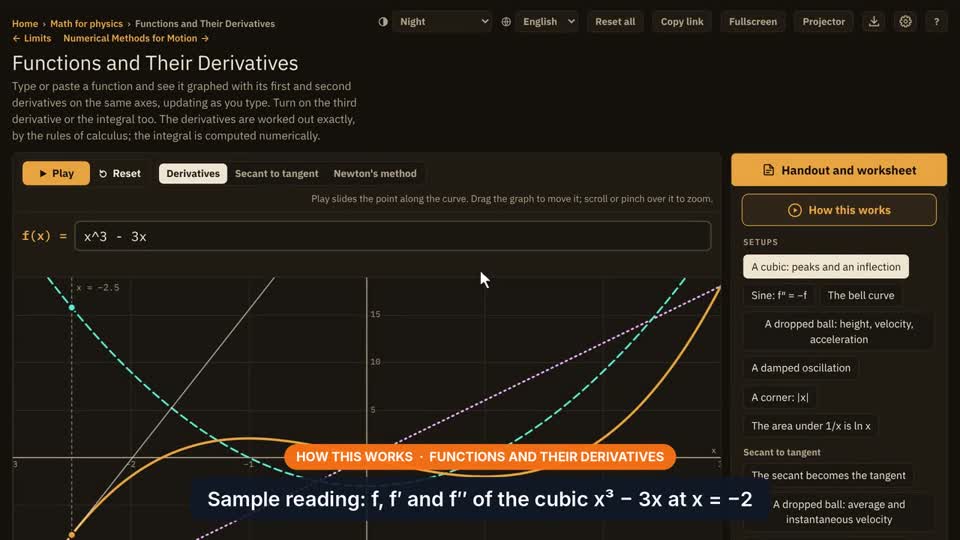 Home › Math for physics › Functions and Their Derivatives
← Limits Numerical Methods for Motion →
Night
English
Reset all
Copy link
Fullscreen
Projector
?
Functions and Their Derivatives
Type or paste a function and see it graphed with its first and second
derivatives on the same axes, updating as you type. Turn on the third
derivative or the integral too. The derivatives are worked out exactly,
by the rules of calculus; the integral is computed numerically.
Play
Reset
Derivatives
Secant to tangent
Newton's method
Play slides the point along the curve. Drag the graph to move it; scroll or pinch over it to zoom.
f(x) = x^3 - 3x
x = −2.5
15
10
5
3
−2
−1
x
Handout and worksheet
How this works
SETUPS
A cubic: peaks and an inflection
Sine: f″ = −f
The bell curve
A dropped ball: height, velocity,
acceleration
A damped oscillation
A corner: |x|
The area under 1/x is ln x
Secant to tangent
The secant becomes the tangent
A dropped ball: average and
instantaneous velocity
HOW THIS WORKS · FUNCTIONS AND THEIR DERIVATIVES
Sample reading: f, f′ and f′′ of the cubic x³ − 3x at x = −2